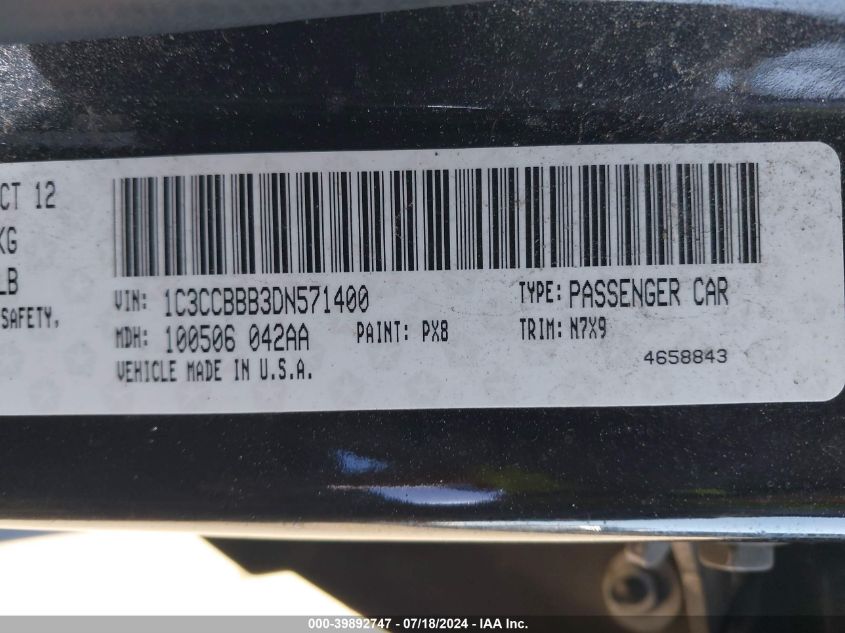 CT 12
KG
LB
SAFETY,
VIN: 1C3CCBBB3DN571400 TYPE: PASSENGER CAR
MDH: 100506 042AA PAINT: PX8 TRIM: N7X9
VEHICLE MADE IN U.S.A. 4658843
000-39892747 - 07/18/2024 - IAA Inc.